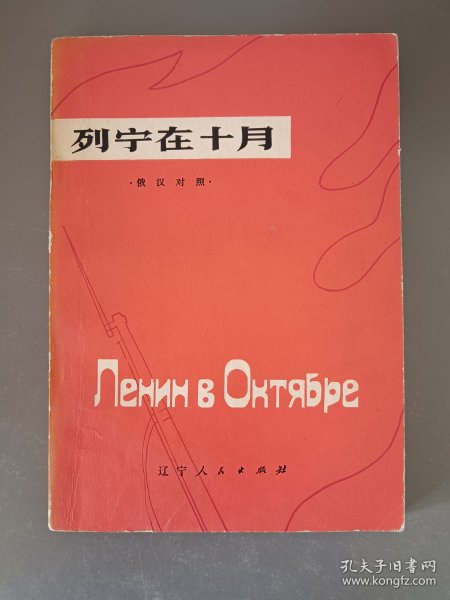 列宁在十月
·俄汉对照·
Ленин в Октябре
辽宁人民出版社
孔夫子旧书网
www.kongfz.com